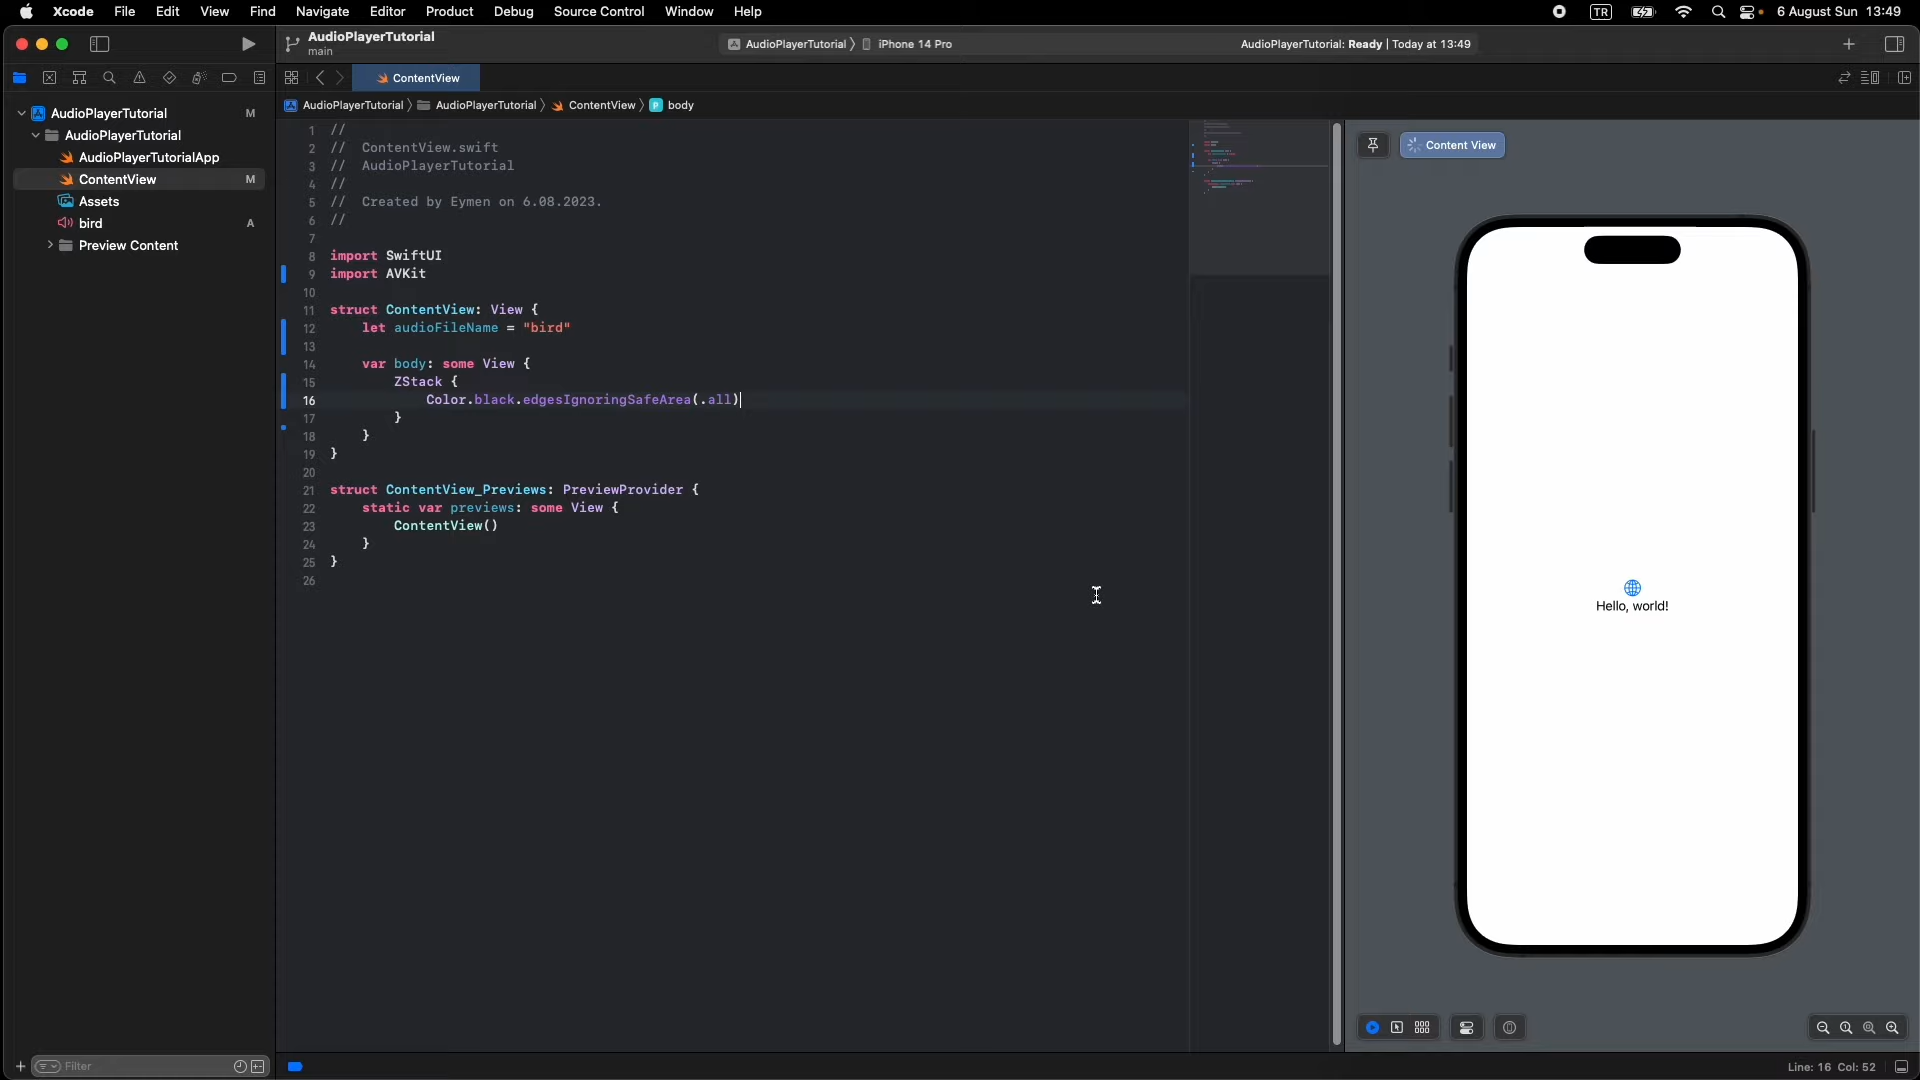 Xcode File Edit View Find Navigate Editor Product Debug Source Control Window Help TR 6 August Sun 13:49
AudioPlayerTutorial
main
AudioPlayerTutorial iPhone 14 Pro AudioPlayerTutorial: Ready | Today at 13:49
ContentView
AudioPlayerTutorial AudioPlayerTutorial ContentView P body
AudioPlayerTutorial M
AudioPlayerTutorial
AudioPlayerTutorialApp
ContentView M
Assets
bird A
Preview Content
1 //
2 // ContentView.swift
3 // AudioPlayerTutorial
4 //
5 // Created by Eymen on 6.08.2023.
6 //
7
8 import SwiftUI
9 import AVKit
10
11 struct ContentView: View {
12 let audioFileName = "bird"
13
14 var body: some View {
15 ZStack {
16 Color.black.edgesIgnoringSafeArea(.all)
17 }
18 }
19 }
20
21 struct ContentView_Previews: PreviewProvider {
22 static var previews: some View {
23 ContentView()
24 }
25 }
26
Content View
Hello, world!
Filter
Line: 16 Col: 52